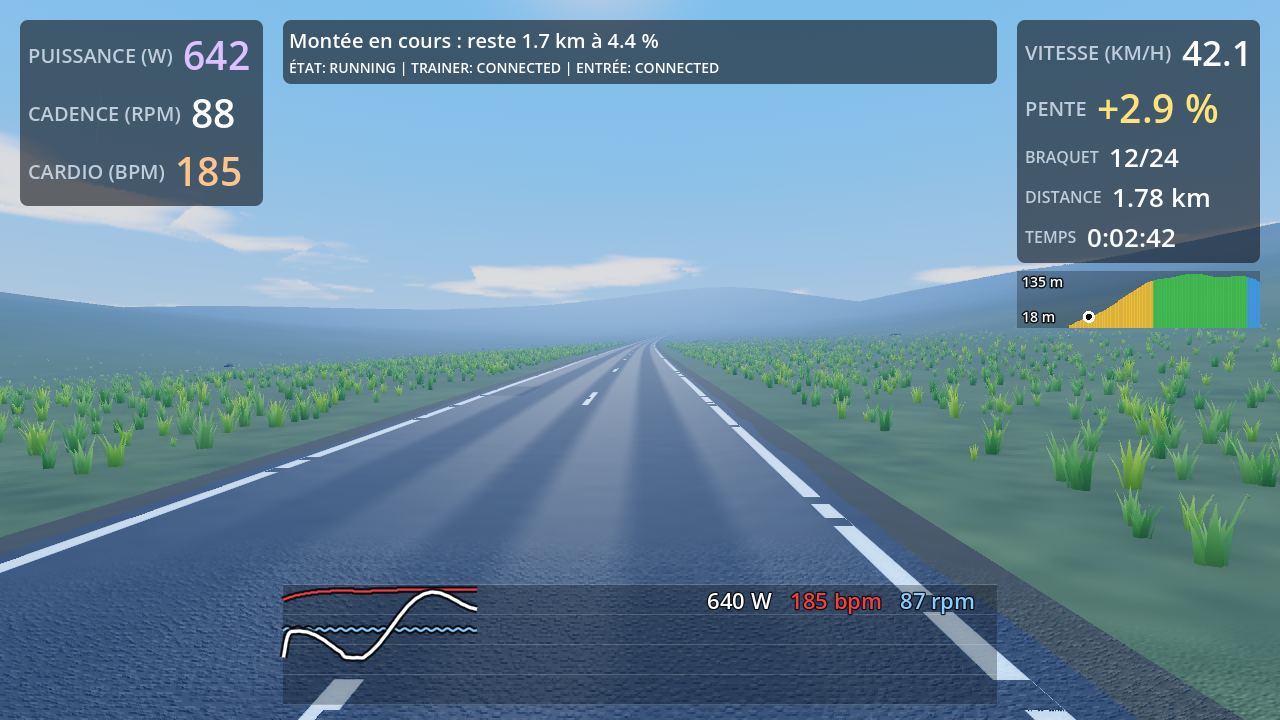 PUISSANCE (W) 642
CADENCE (RPM) 88
CARDIO (BPM) 185
Montée en cours : reste 1.7 km à 4.4 %
ÉTAT: RUNNING | TRAINER: CONNECTED | ENTRÉE: CONNECTED
VITESSE (KM/H) 42.1
PENTE +2.9 %
BRAQUET 12/24
DISTANCE 1.78 km
TEMPS 0:02:42
135 m
18 m
640 W 185 bpm 87 rpm